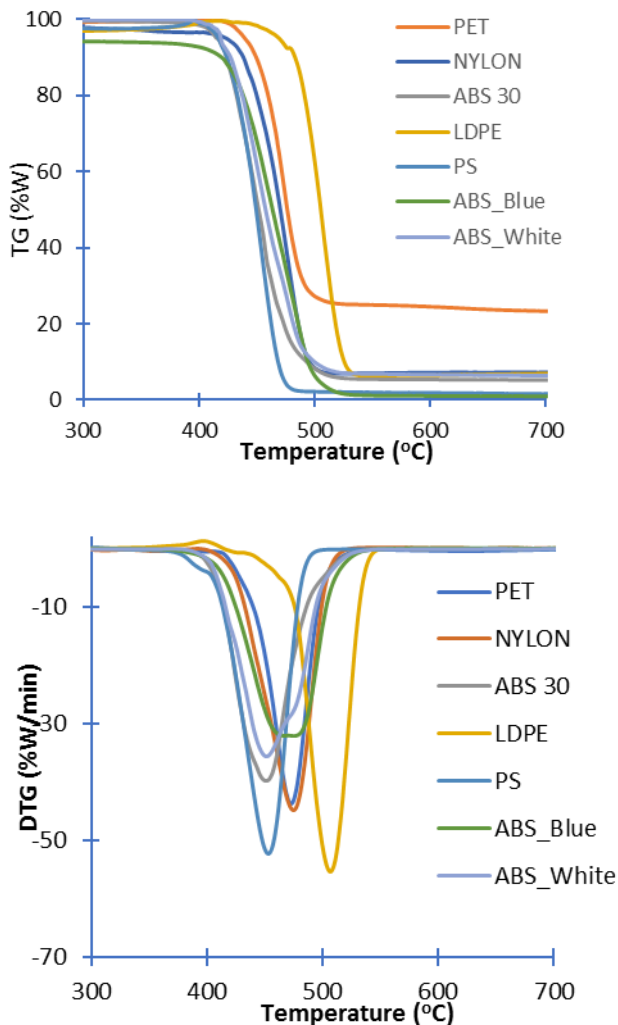 100
80
60
40
20
0
TG (%W)
300 400 500 600 700
Temperature (°C)
PET
NYLON
ABS 30
LDPE
PS
ABS_Blue
ABS_White
-10
-30
-50
-70
DTG (%W/min)
300 400 500 600 700
Temperature (°C)
PET
NYLON
ABS 30
LDPE
PS
ABS_Blue
ABS_White